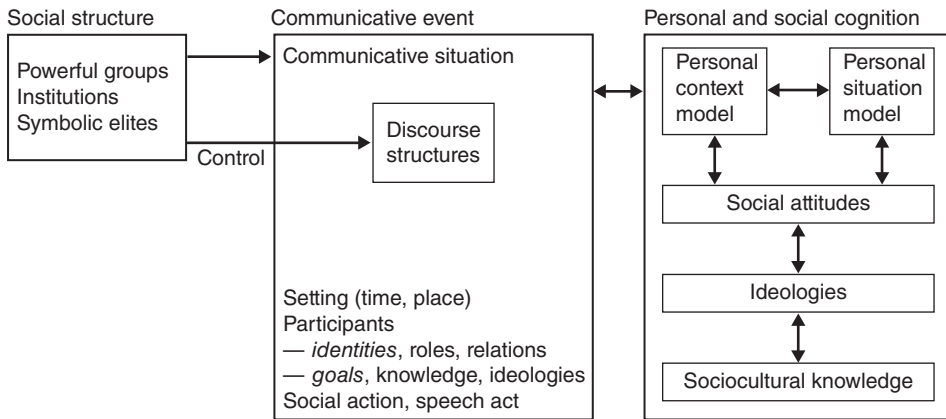 Social structure
Powerful groups
Institutions
Symbolic elites
Control
Communicative event
Communicative situation
Discourse
structures
Setting (time, place)
Participants
— identities, roles, relations
— goals, knowledge, ideologies
Social action, speech act
Personal and social cognition
Personal
context
model
Personal
situation
model
Social attitudes
Ideologies
Sociocultural knowledge